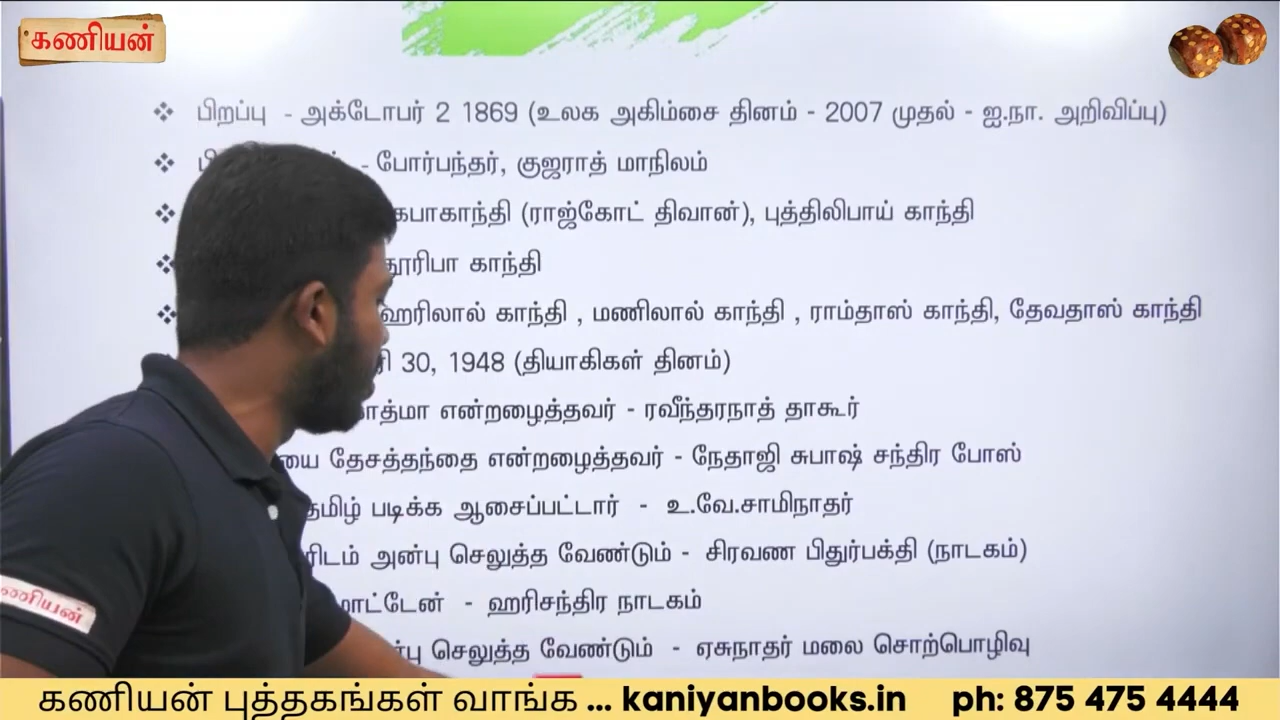 கணியன்
பிறப்பு - அக்டோபர் 2 1869 (உலக அகிம்சை தினம் - 2007 முதல் - ஐ.நா. அறிவிப்பு)
- போர்பந்தர், குஜராத் மாநிலம்
கபாகாந்தி (ராஜ்கோட் திவான்), புத்திலிபாய் காந்தி
தூரிபா காந்தி
ஹரிலால் காந்தி , மணிலால் காந்தி , ராம்தாஸ் காந்தி, தேவதாஸ் காந்தி
ரி 30, 1948 (தியாகிகள் தினம்)
ாத்மா என்றழைத்தவர் - ரவீந்தரநாத் தாகூர்
யை தேசத்தந்தை என்றழைத்தவர் - நேதாஜி சுபாஷ் சந்திர போஸ்
தமிழ் படிக்க ஆசைப்பட்டார் - உ.வே.சாமிநாதர்
ரிடம் அன்பு செலுத்த வேண்டும் - சிரவண பிதுர்பக்தி (நாடகம்)
மாட்டேன் - ஹரிசந்திர நாடகம்
ன்பு செலுத்த வேண்டும் - ஏசுநாதர் மலை சொற்பொழிவு
ணியன்
கணியன் புத்தகங்கள் வாங்க ... kaniyanbooks.in ph: 875 475 4444